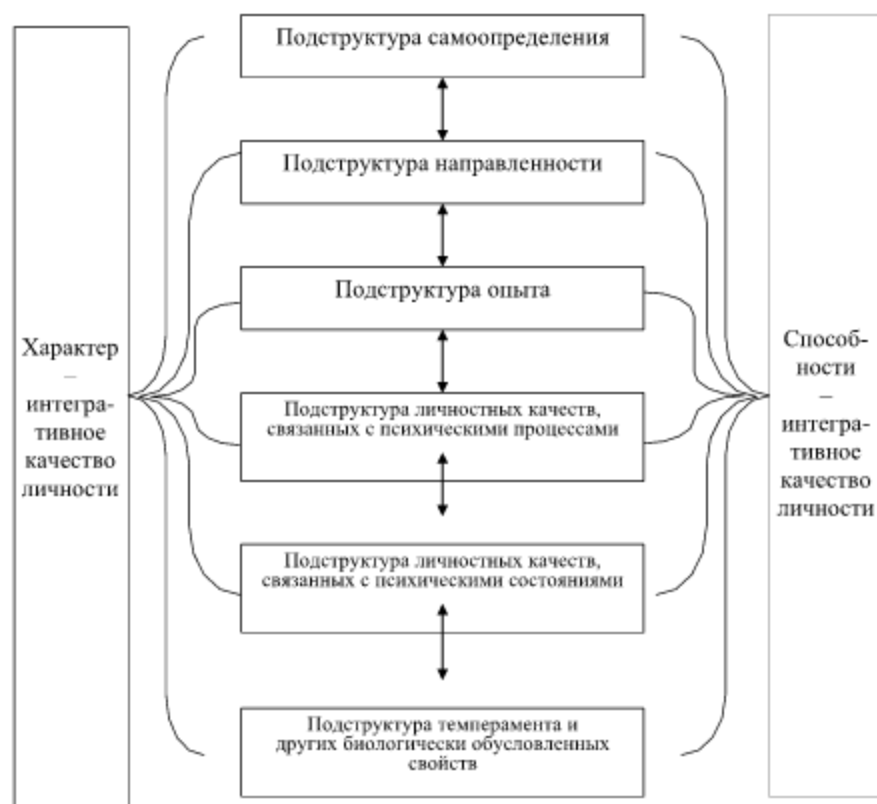 Подструктура самоопределения
Подструктура направленности
Подструктура опыта
Характер
–
интегра-
тивное
качество
личности
Способ-
ности
–
интегра-
тивное
качество
личности
Подструктура личностных качеств,
связанных с психическими процессами
Подструктура личностных качеств,
связанных с психическими состояниями
Подструктура темперамента и
других биологически обусловленных
свойств